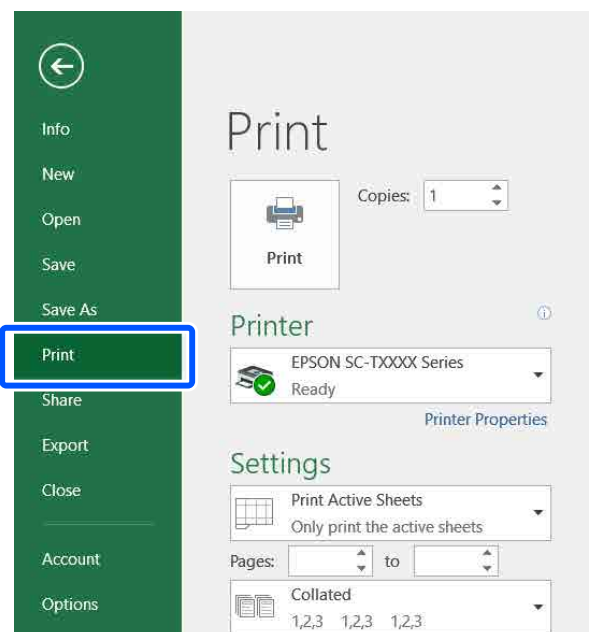 Info
New
Open
Save
Save As
Print
Share
Export
Close
Account
Options
Print
Copies: 1
Print
Printer
EPSON SC-TXXXX Series
Ready
Printer Properties
Settings
Print Active Sheets
Only print the active sheets
Pages: to
Collated
1,2,3 1,2,3 1,2,3